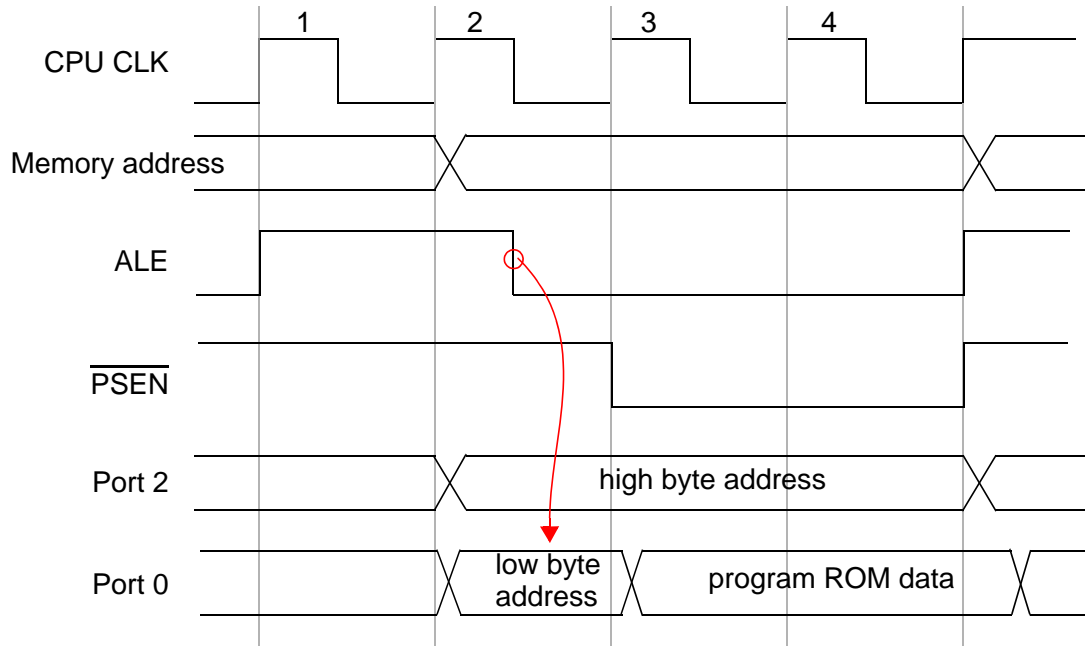 1 2 3 4
CPU CLK
Memory address
ALE
PSEN
Port 2
high byte address
Port 0
low byte
address
program ROM data